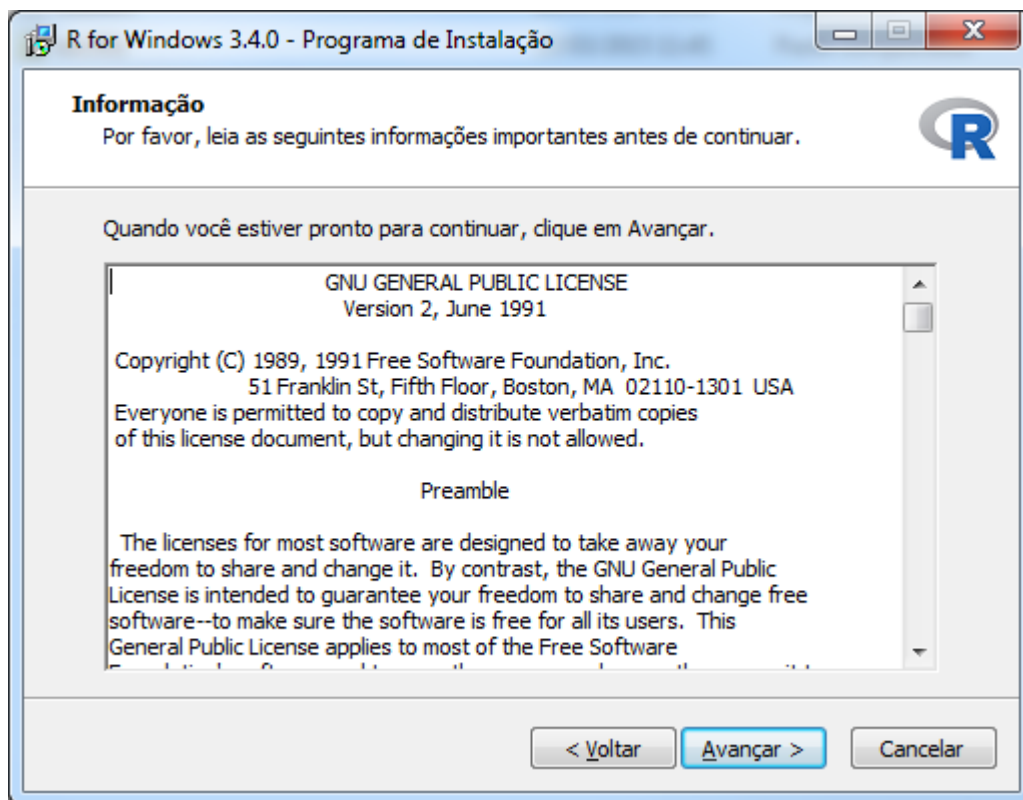 R for Windows 3.4.0 - Programa de Instalação
Informação
Por favor, leia as seguintes informações importantes antes de continuar.
R
Quando você estiver pronto para continuar, clique em Avançar.
GNU GENERAL PUBLIC LICENSE
Version 2, June 1991
Copyright (C) 1989, 1991 Free Software Foundation, Inc.
51 Franklin St, Fifth Floor, Boston, MA 02110-1301 USA
Everyone is permitted to copy and distribute verbatim copies
of this license document, but changing it is not allowed.
Preamble
The licenses for most software are designed to take away your
freedom to share and change it. By contrast, the GNU General Public
License is intended to guarantee your freedom to share and change free
software--to make sure the software is free for all its users. This
General Public License applies to most of the Free Software
< Voltar
Avançar >
Cancelar